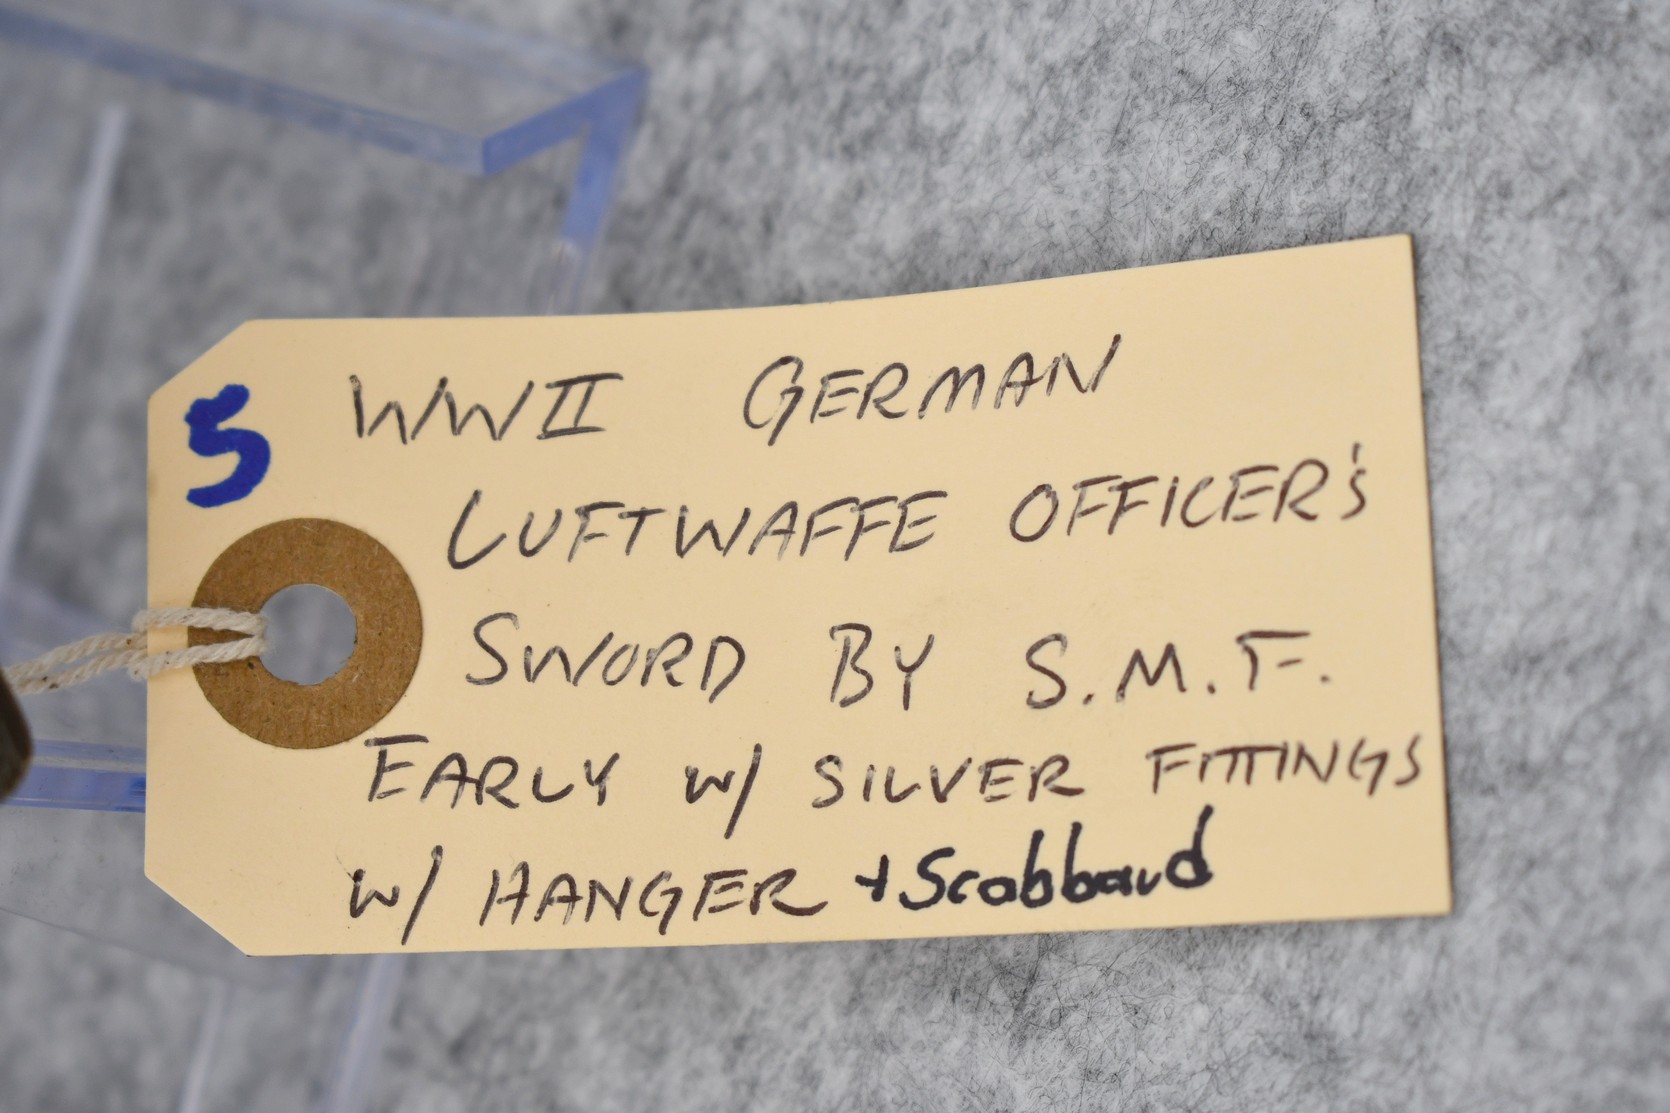 5
WWII GERMAN
LUFTWAFFE OFFICER'S
SWORD BY S.M.F.
EARLY W/ SILVER FITTINGS
W/ HANGER + Scabbard